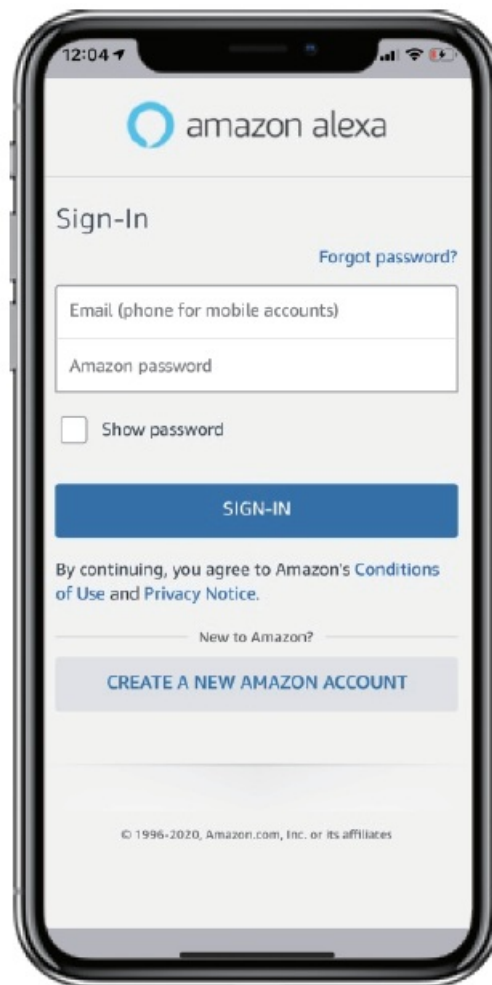 12:04
amazon alexa
Sign-In
Forgot password?
Email (phone for mobile accounts)
Amazon password
Show password
SIGN-IN
By continuing, you agree to Amazon's Conditions
of Use and Privacy Notice.
New to Amazon?
CREATE A NEW AMAZON ACCOUNT
© 1996-2020, Amazon.com, Inc. or its affiliates